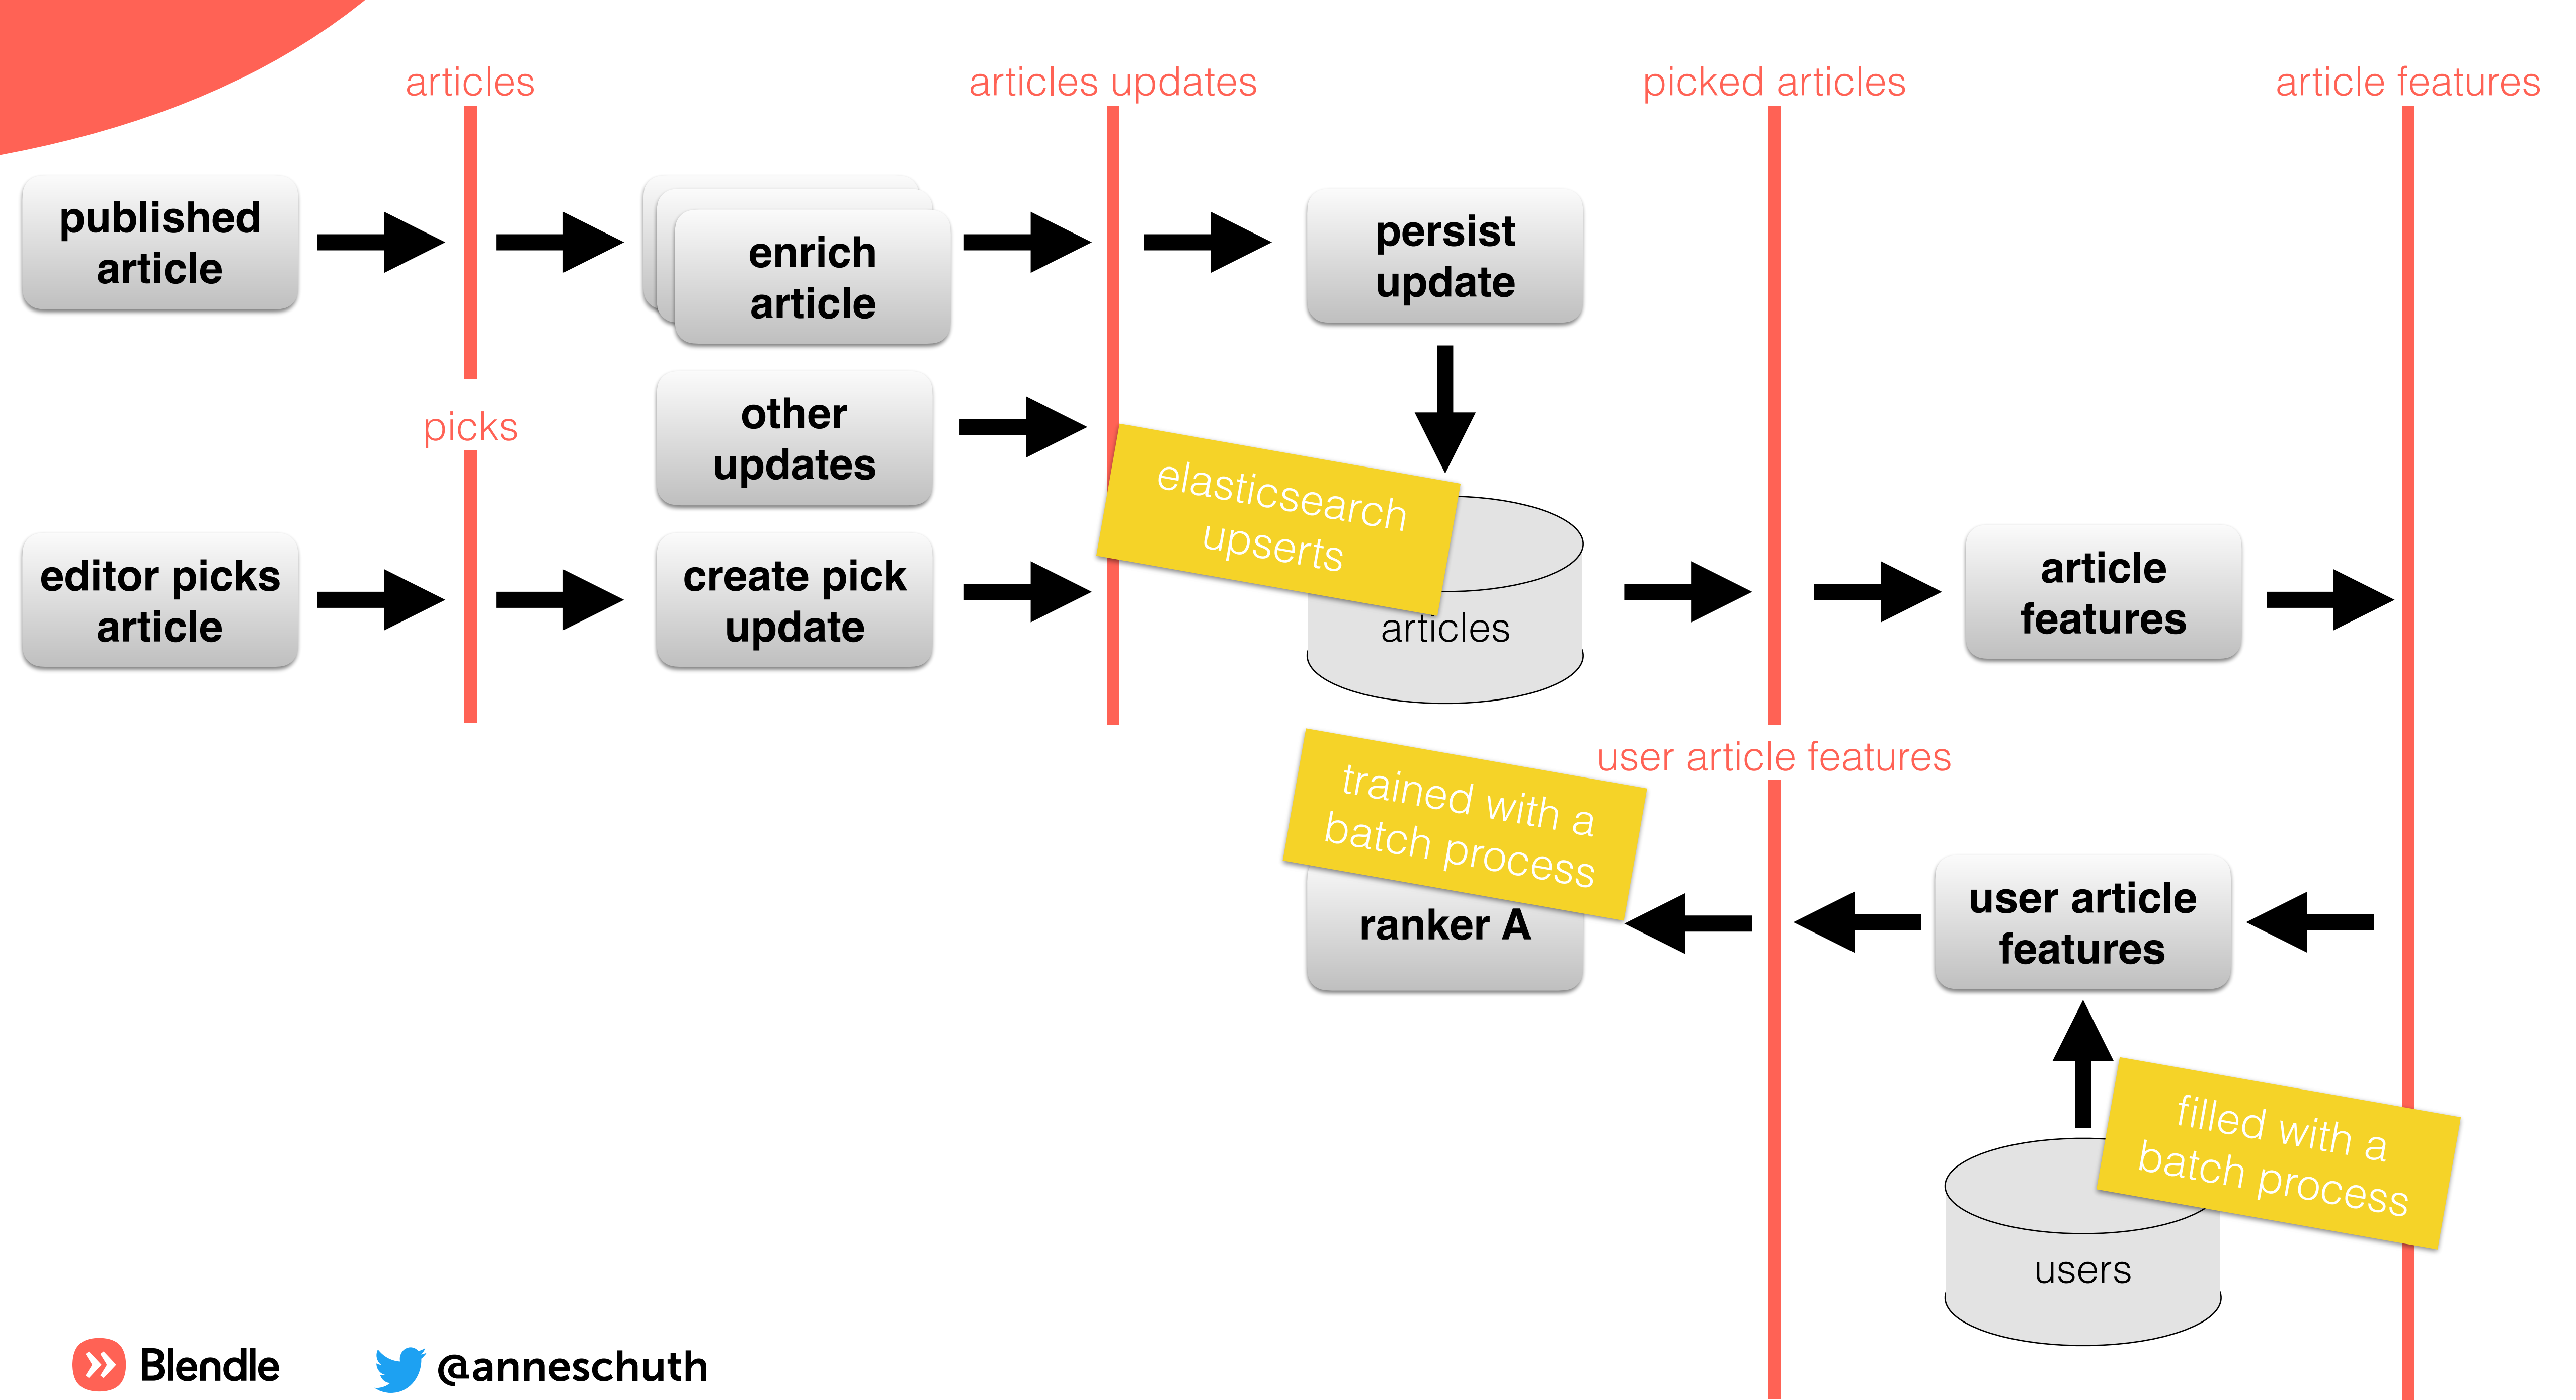 articles
articles updates
picked articles
article features
published
article
enrich
article
persist
update
picks
other
updates
elasticsearch
upserts
editor picks
article
create pick
update
articles
article
features
user article features
trained with a
batch process
ranker A
user article
features
filled with a
batch process
users
Blendle
@anneschuth